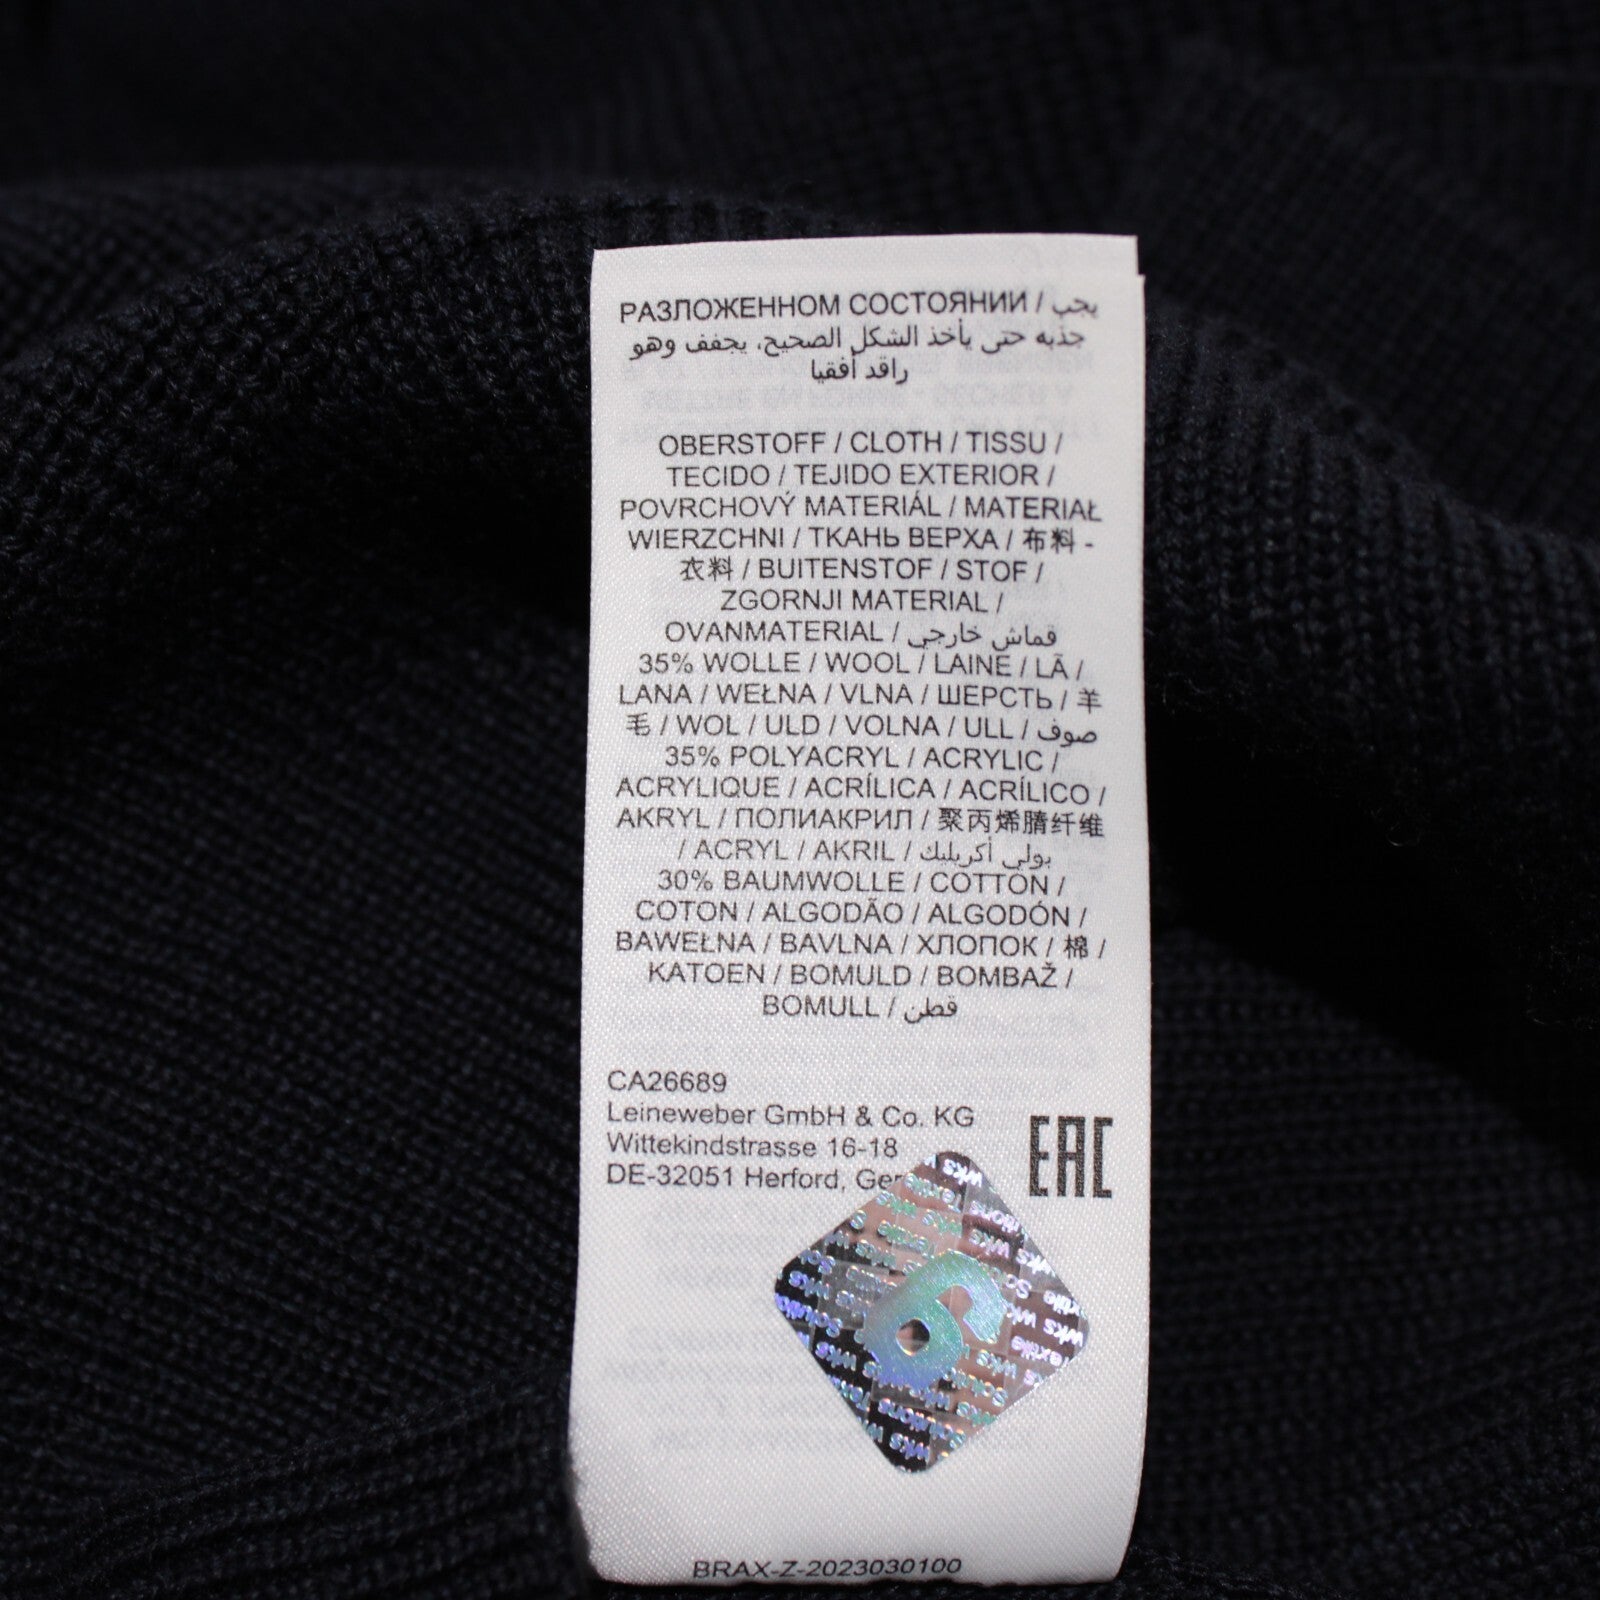 РАЗЛОЖЕННОМ СОСТОЯНИИ / يجب
جذبه حتى يأخذ الشكل الصحيح، يجفف وهو
راقد أفقيا
OBERSTOFF / CLOTH / TISSU /
TECIDO / TEJIDO EXTERIOR /
POVRCHOVÝ MATERIÁL / MATERIAŁ
WIERZCHNI / ТКАНЬ ВЕРХА / 布料 -
衣料 / BUITENSTOF / STOF /
ZGORNJI MATERIAL /
OVANMATERIAL / قماش خارجي
35% WOLLE / WOOL / LAINE / LÃ /
LANA / WEŁNA / VLNA / ШЕРСТЬ / 羊
毛 / WOL / ULD / VOLNA / ULL / صوف
35% POLYACRYL / ACRYLIC /
ACRYLIQUE / ACRÍLICA / ACRÍLICO /
AKRYL / ПОЛИАКРИЛ / 聚丙烯腈纤维
/ ACRYL / AKRIL / بولي أكريليك
30% BAUMWOLLE / COTTON /
COTON / ALGODÃO / ALGODÓN /
BAWEŁNA / BAVLNA / ХЛОПОК / 棉 /
KATOEN / BOMULD / BOMBAŽ /
BOMULL / قطن
CA26689
Leineweber GmbH & Co. KG
Wittekindstrasse 16-18
DE-32051 Herford, Ger
EAC
BRAX-Z-2023030100